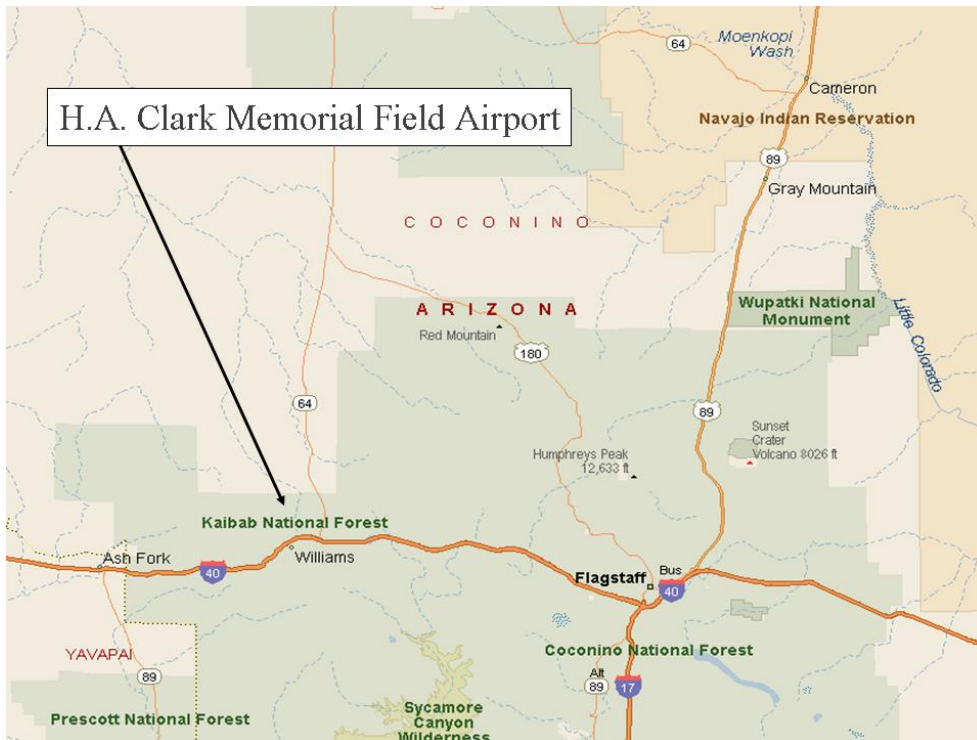 Moenkopi
Wash
64
Cameron
H.A. Clark Memorial Field Airport
Navajo Indian Reservation
89
Gray Mountain
COCONINO
ARIZONA
Wupatki National
Monument
Little Colorado
Red Mountain
180
64
89
Sunset
Crater
Volcano 8026 ft
Humphreys Peak
12,633 ft
Kaibab National Forest
Ash Fork
Williams
40
Flagstaff
Bus
40
YAVAPAI
Coconino National Forest
89
Alt
89
17
Prescott National Forest
Sycamore
Canyon
Wilderness